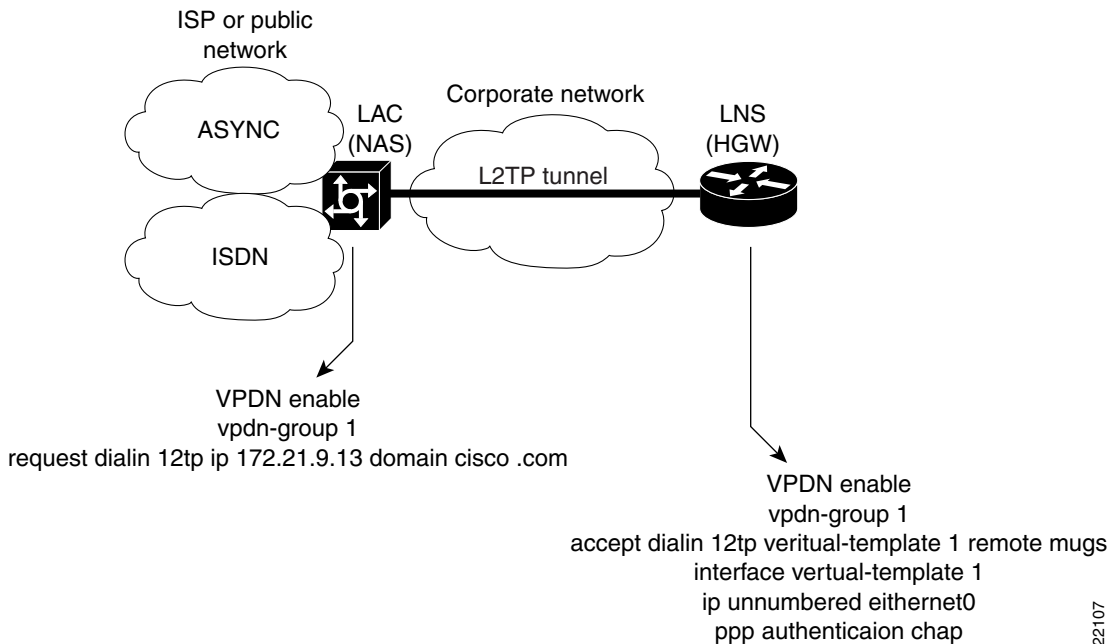 ISP or public
network
ASYNC
ISDN
LAC
(NAS)
Corporate network
L2TP tunnel
LNS
(HGW)
VPDN enable
vpdn-group 1
request dialin 12tp ip 172.21.9.13 domain cisco .com
VPDN enable
vpdn-group 1
accept dialin 12tp veritual-template 1 remote mugs
interface vertual-template 1
ip unnumbered eithernet0
ppp authenticaion chap
22107